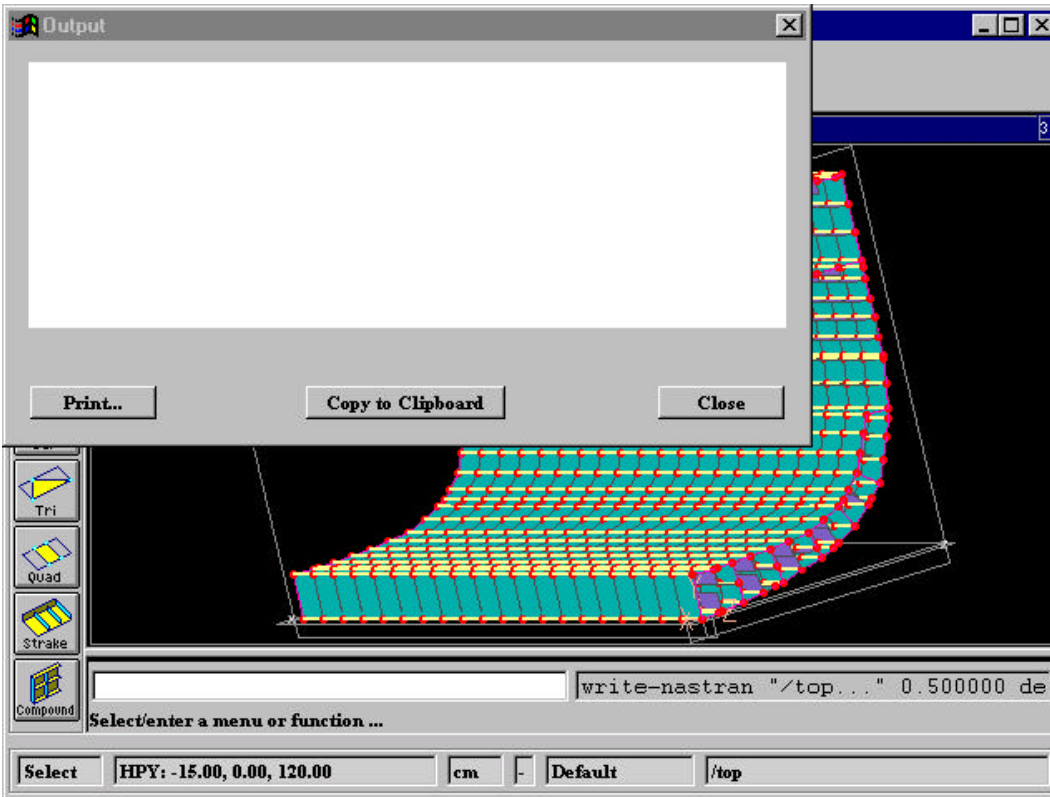 Output
3
Print... Copy to Clipboard Close
Tri
Quad
Strake
Compound
write-nastran "/top..." 0.500000 de
Select/enter a menu or function ...
Select HPY: -15.00, 0.00, 120.00 cm - Default /top